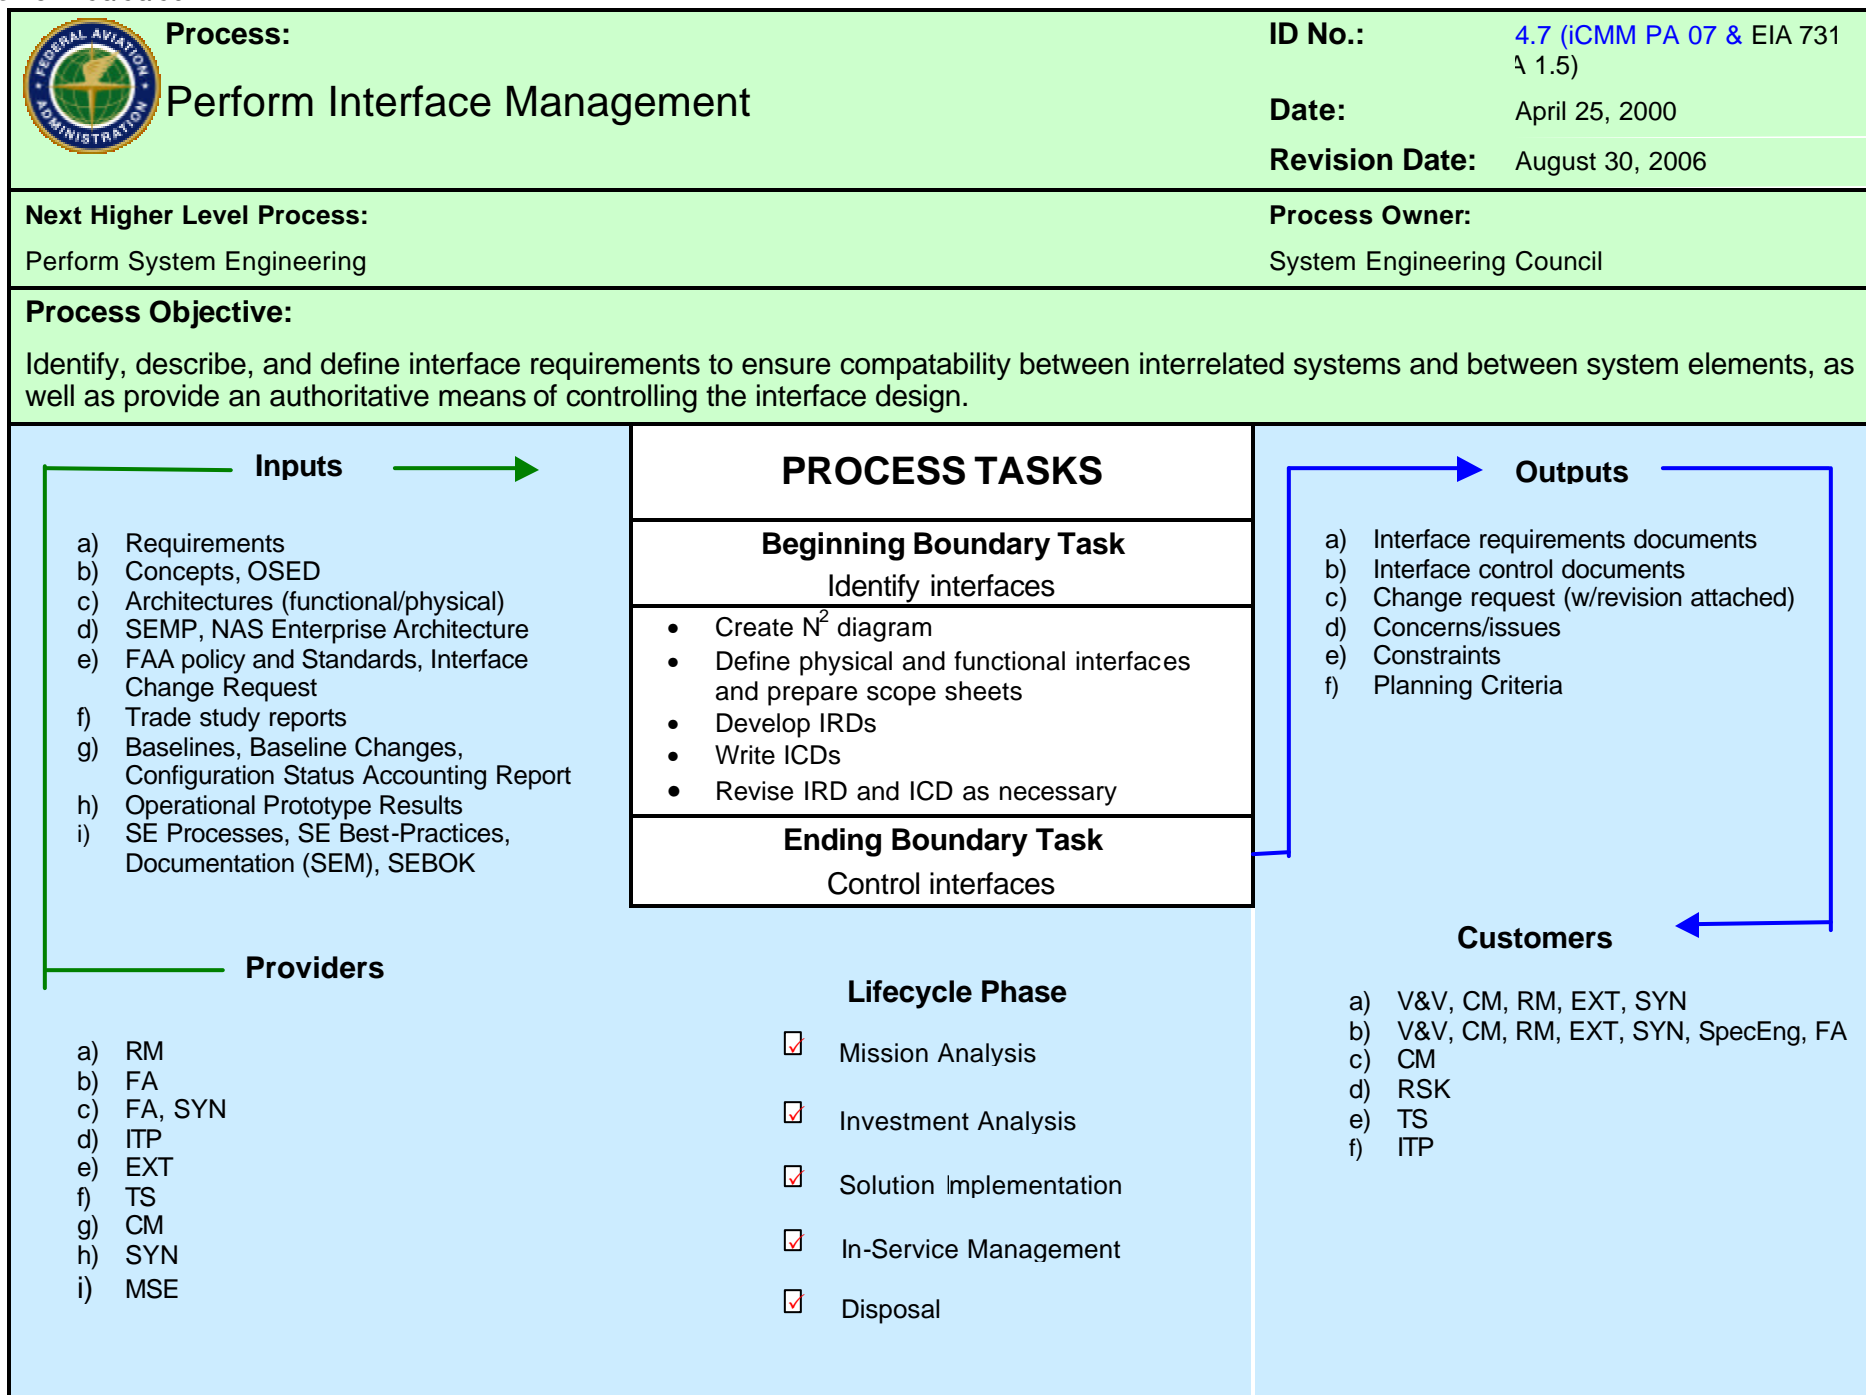 FEDERAL AVIATION
ADMINISTRATION
Process:
Perform Interface Management
ID No.: 4.7 (iCMM PA 07 & EIA 731
A 1.5)
Date: April 25, 2000
Revision Date: August 30, 2006
Next Higher Level Process:
Perform System Engineering
Process Owner:
System Engineering Council
Process Objective:
Identify, describe, and define interface requirements to ensure compatability between interrelated systems and between system elements, as
well as provide an authoritative means of controlling the interface design.
Inputs
a) Requirements
b) Concepts, OSED
c) Architectures (functional/physical)
d) SEMP, NAS Enterprise Architecture
e) FAA policy and Standards, Interface
Change Request
f) Trade study reports
g) Baselines, Baseline Changes,
Configuration Status Accounting Report
h) Operational Prototype Results
i) SE Processes, SE Best-Practices,
Documentation (SEM), SEBOK
Providers
a) RM
b) FA
c) FA, SYN
d) ITP
e) EXT
f) TS
g) CM
h) SYN
i) MSE
PROCESS TASKS
Beginning Boundary Task
Identify interfaces
• Create N² diagram
• Define physical and functional interfaces
and prepare scope sheets
• Develop IRDs
• Write ICDs
• Revise IRD and ICD as necessary
Ending Boundary Task
Control interfaces
Lifecycle Phase
Mission Analysis
Investment Analysis
Solution Implementation
In-Service Management
Disposal
Outputs
a) Interface requirements documents
b) Interface control documents
c) Change request (w/revision attached)
d) Concerns/issues
e) Constraints
f) Planning Criteria
Customers
a) V&V, CM, RM, EXT, SYN
b) V&V, CM, RM, EXT, SYN, SpecEng, FA
c) CM
d) RSK
e) TS
f) ITP